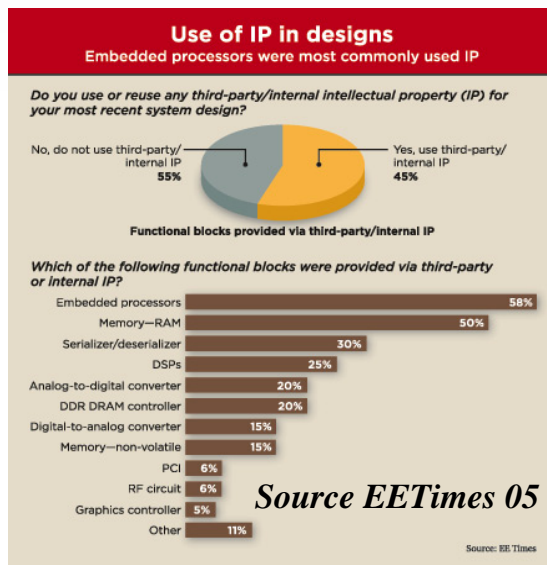 Use of IP in designs
Embedded processors were most commonly used IP
Do you use or reuse any third-party/internal intellectual property (IP) for
your most recent system design?
No, do not use third-party/
internal IP
55%
Yes, use third-party/
internal IP
45%
Functional blocks provided via third-party/internal IP
Which of the following functional blocks were provided via third-party
or internal IP?
Embedded processors 58%
Memory—RAM 50%
Serializer/deserializer 30%
DSPs 25%
Analog-to-digital converter 20%
DDR DRAM controller 20%
Digital-to-analog converter 15%
Memory—non-volatile 15%
PCI 6%
RF circuit 6%
Graphics controller 5%
Other 11%
Source EETimes 05
Source: EE Times